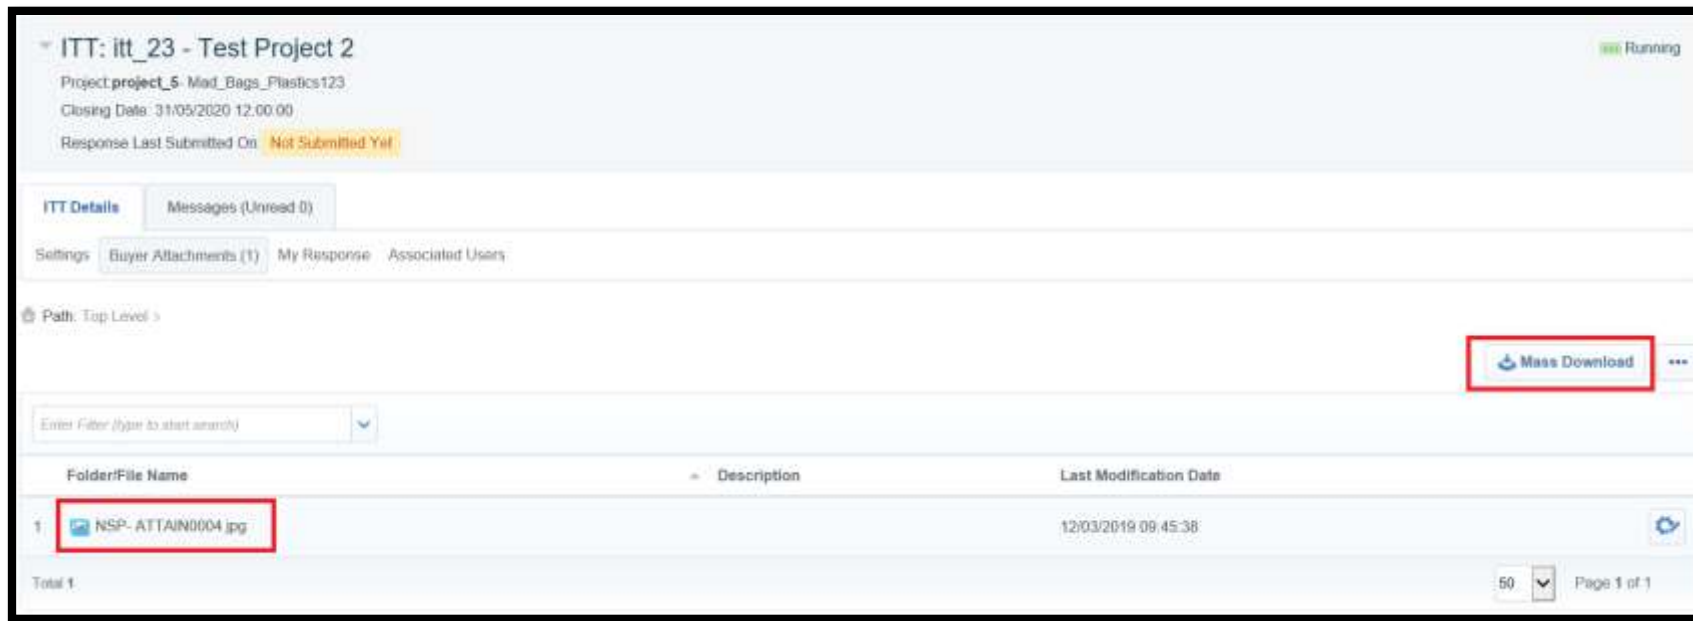 ITT: itt_23 - Test Project 2
Running
Project:project_5- Mad_Bags_Plastics123
Closing Date: 31/05/2020 12:00:00
Response Last Submitted On: Not Submitted Yet
ITT Details Messages (Unread 0)
Settings Buyer Attachments (1) My Response Associated Users
Path: Top Level >
Mass Download ...
Enter Filter (type to start search)
Folder/File Name Description Last Modification Date
1 NSP- ATTAIN0004.jpg 12/03/2019 09:45:38
Total 1 50 Page 1 of 1